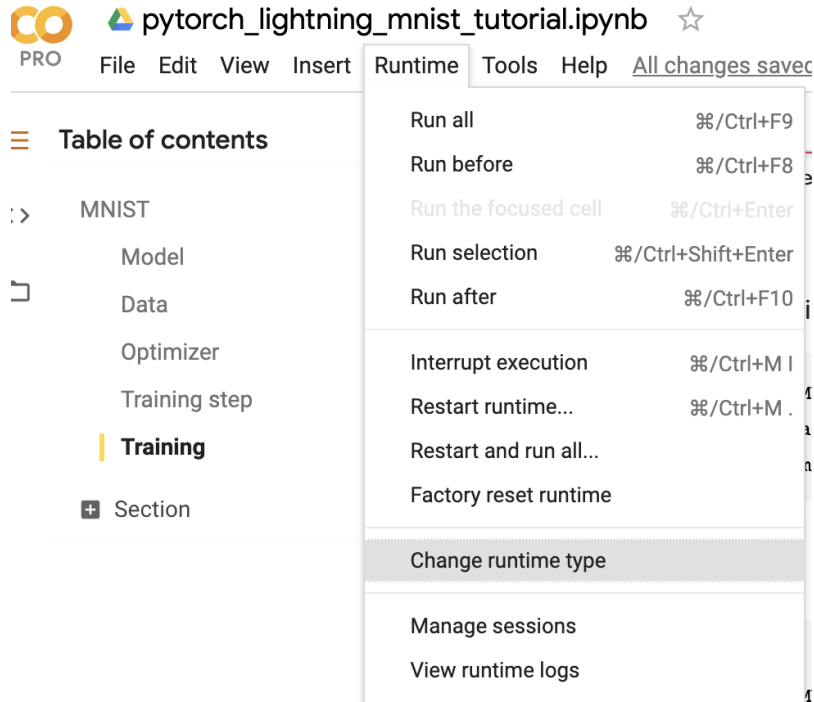 pytorch_lightning_mnist_tutorial.ipynb
PRO
File Edit View Insert Runtime Tools Help All changes saved
Table of contents
MNIST
Model
Data
Optimizer
Training step
Training
Section
Run all ⌘/Ctrl+F9
Run before ⌘/Ctrl+F8
Run the focused cell ⌘/Ctrl+Enter
Run selection ⌘/Ctrl+Shift+Enter
Run after ⌘/Ctrl+F10
Interrupt execution ⌘/Ctrl+M I
Restart runtime... ⌘/Ctrl+M .
Restart and run all...
Factory reset runtime
Change runtime type
Manage sessions
View runtime logs